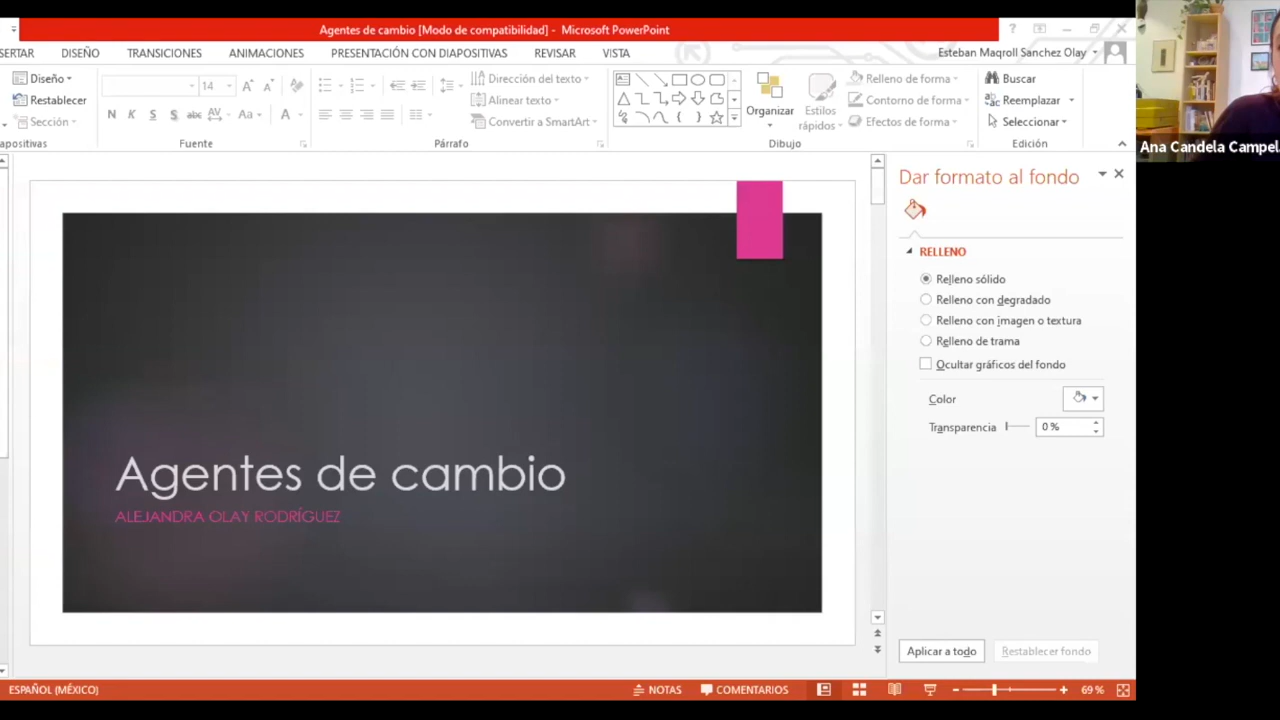 Agentes de cambio [Modo de compatibilidad] - Microsoft PowerPoint
?
SERTAR DISEÑO TRANSICIONES ANIMACIONES PRESENTACIÓN CON DIAPOSITIVAS REVISAR VISTA Esteban Maqroll Sanchez Olay
Diseño 14 Dirección del texto Relleno de forma Buscar
Restablecer Alinear texto Organizar Estilos rápidos Contorno de forma Reemplazar
Sección N K S S abc AV Aa A Convertir a SmartArt Efectos de forma Seleccionar
apositivas Fuente Párrafo Dibujo Edición
Ana Candela Campel
Dar formato al fondo
RELLENO
Relleno sólido
Relleno con degradado
Relleno con imagen o textura
Relleno de trama
Ocultar gráficos del fondo
Color
Transparencia 0 %
Agentes de cambio
ALEJANDRA OLAY RODRÍGUEZ
Aplicar a todo Restablecer fondo
ESPAÑOL (MÉXICO) NOTAS COMENTARIOS 69 %